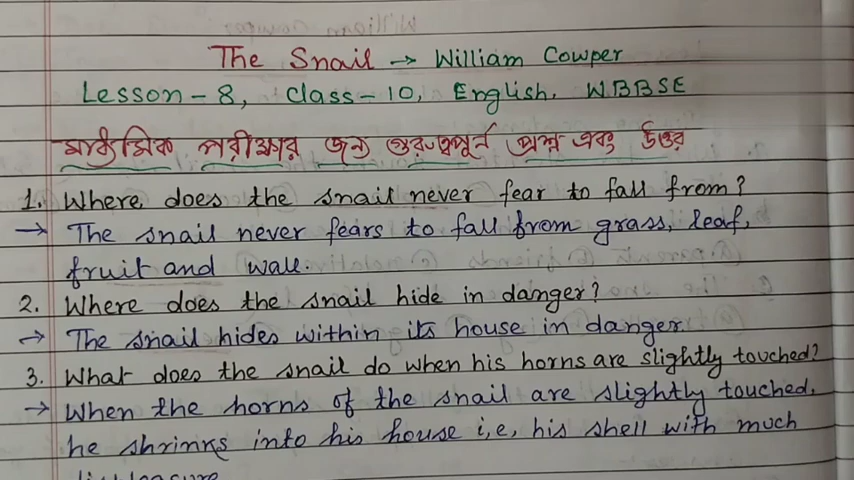 The Snail → William Cowper
Lesson-8, Class-10, English, WBBSE
মাধ্যমিক পরীক্ষার জন্য গুরুত্বপূর্ন প্রশ্ন এবং উত্তর
1. Where does the snail never fear to fall from?
→ The snail never fears to fall from grass, leaf,
fruit and wall.
2. Where does the snail hide in danger?
→ The snail hides within its house in danger.
3. What does the snail do when his horns are slightly touched?
→ When the horns of the snail are slightly touched,
he shrinks into his house i,e, his shell with much